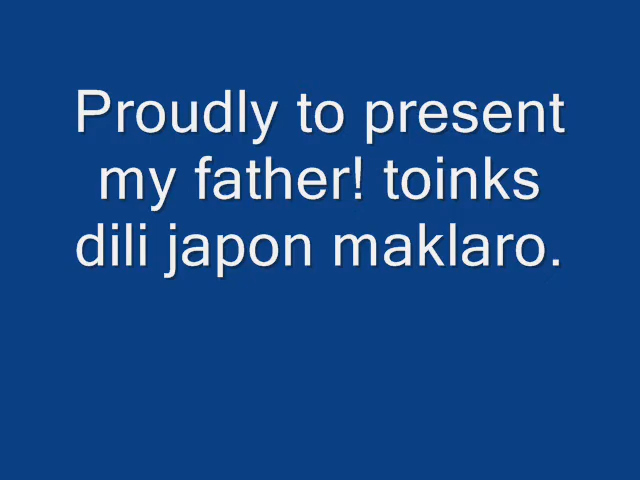 Proudly to present
my father! toinks
dili japon maklaro.